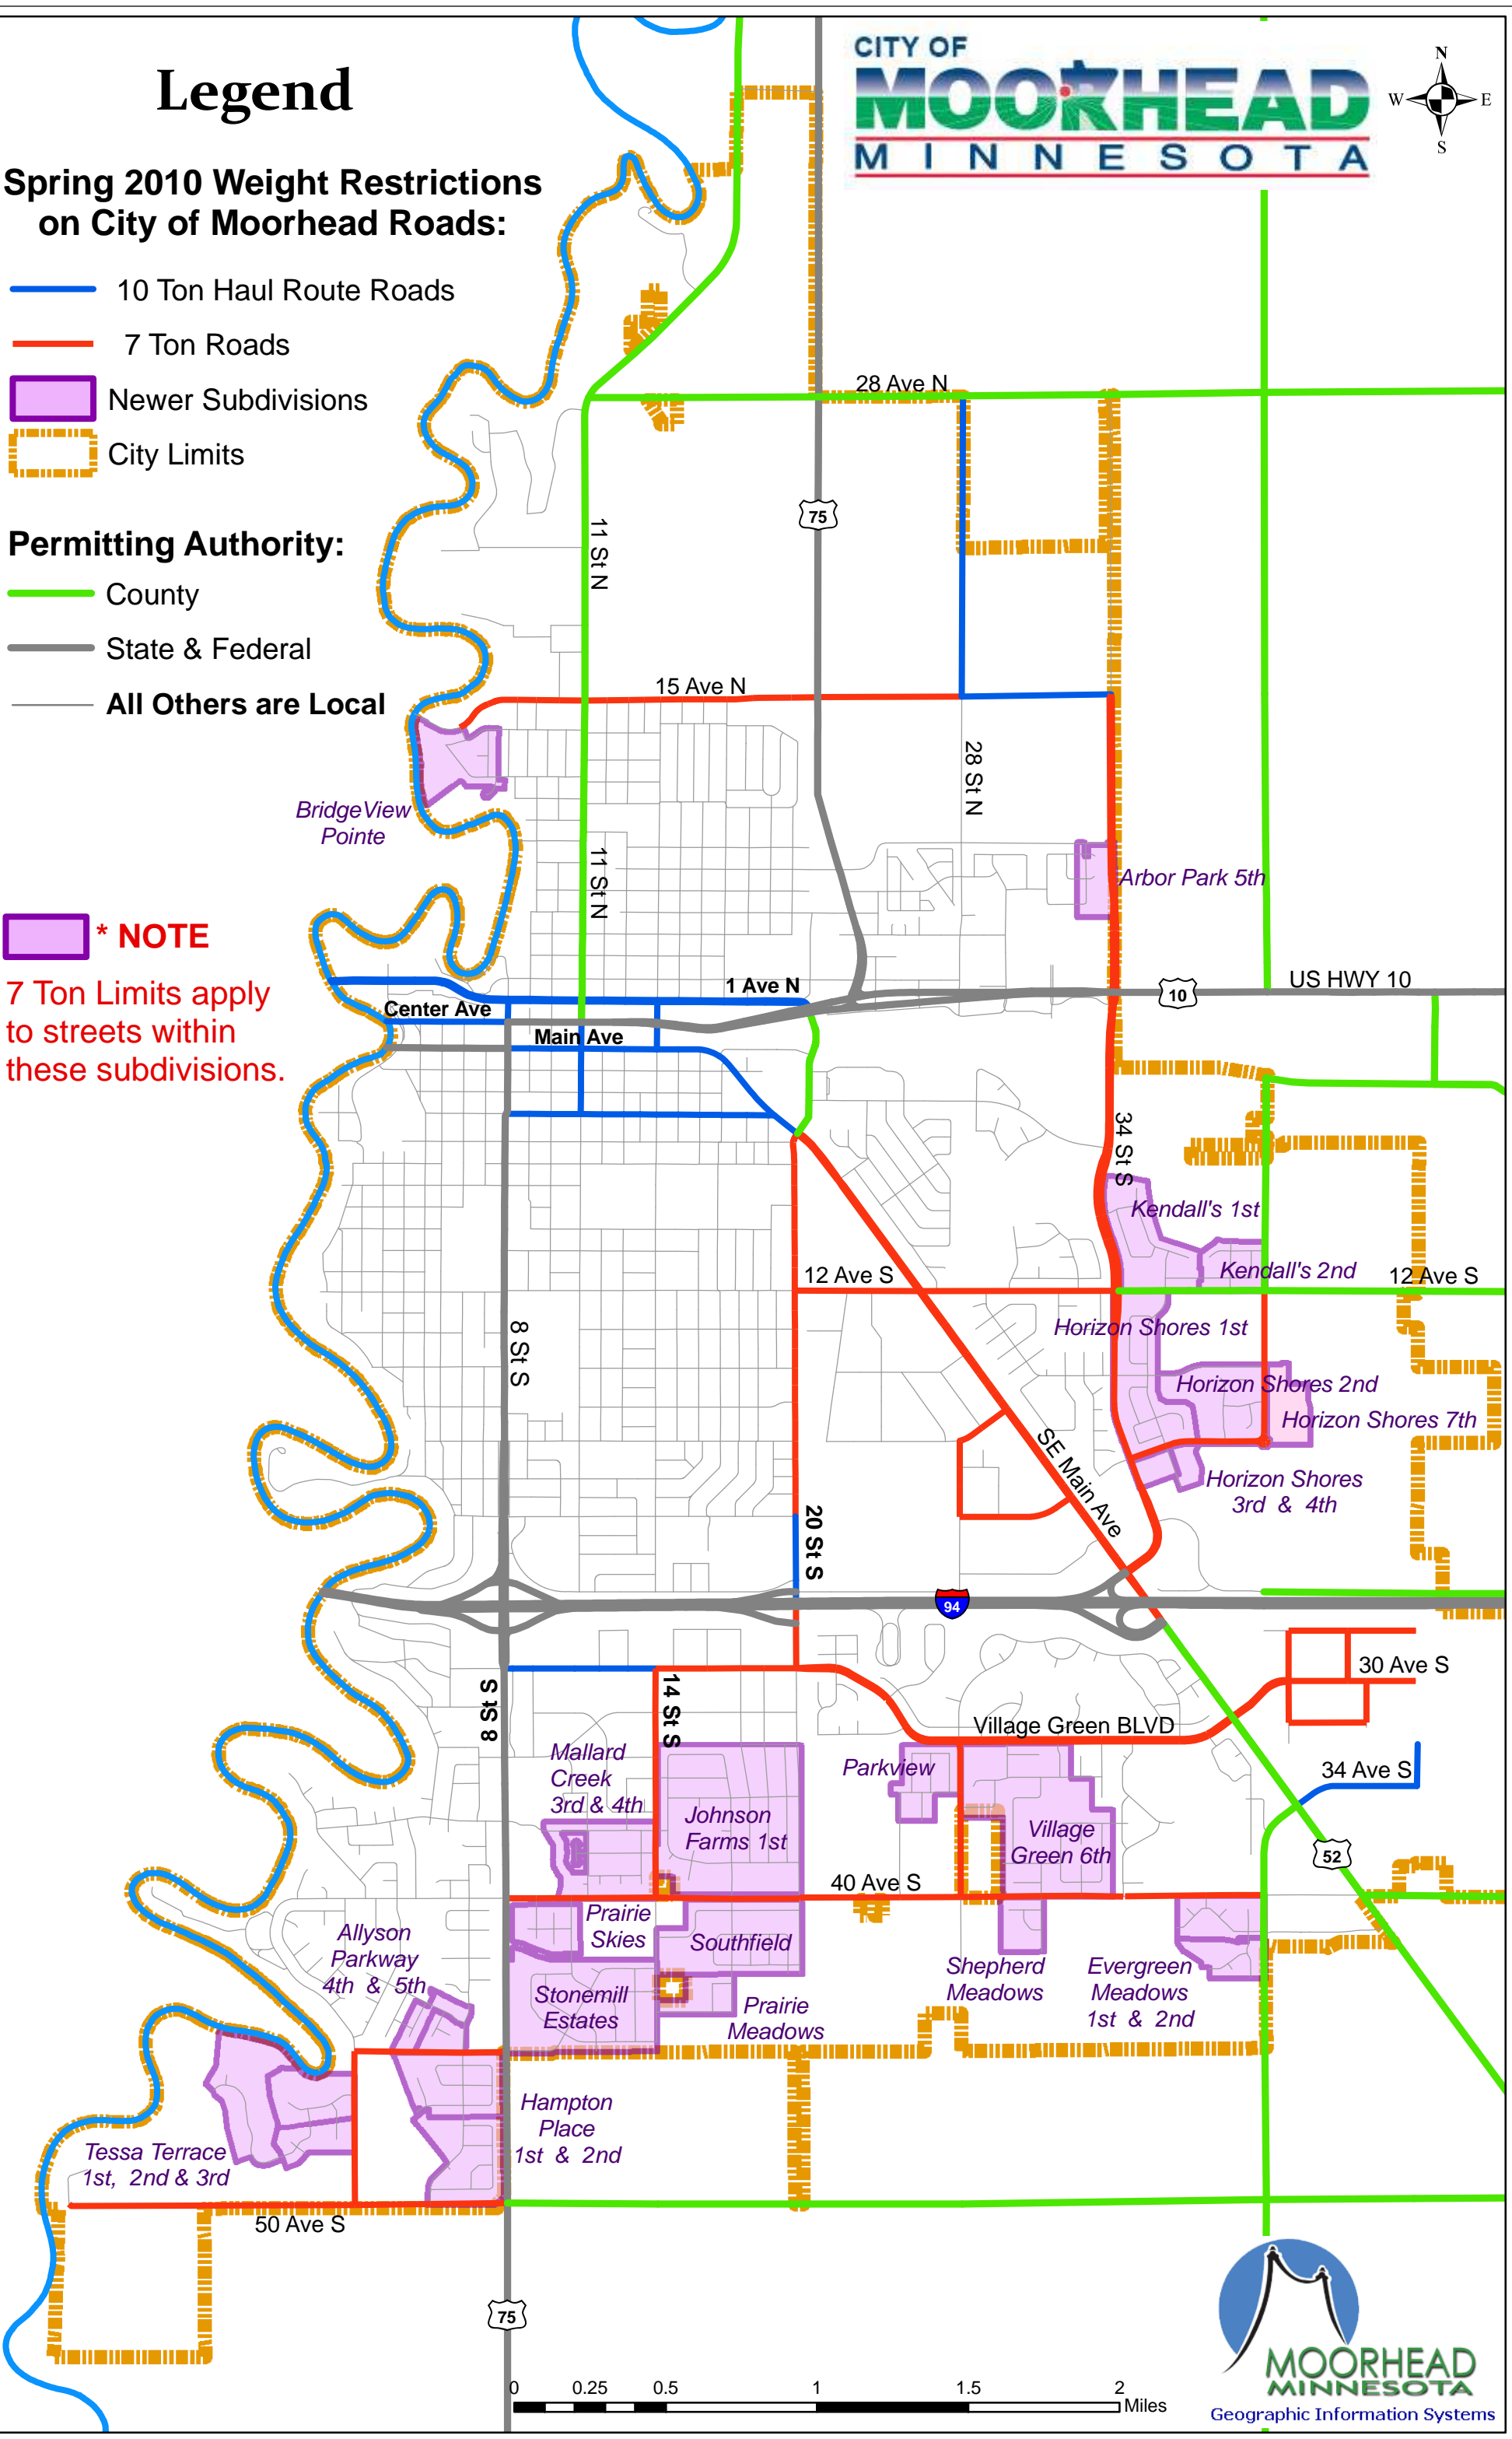 Legend
Spring 2010 Weight Restrictions
on City of Moorhead Roads:
10 Ton Haul Route Roads
7 Ton Roads
Newer Subdivisions
City Limits
Permitting Authority:
County
State & Federal
All Others are Local
* NOTE
7 Ton Limits apply
to streets within
these subdivisions.
CITY OF
MOORHEAD
MINNESOTA
N
W
E
S
28 Ave N
75
11 St N
15 Ave N
28 St N
BridgeView
Pointe
11 St N
Arbor Park 5th
1 Ave N
US HWY 10
10
Center Ave
Main Ave
34 St S
Kendall's 1st
Kendall's 2nd
12 Ave S
12 Ave S
8 St S
Horizon Shores 1st
Horizon Shores 2nd
Horizon Shores 7th
SE Main Ave
Horizon Shores
3rd & 4th
20 St S
94
30 Ave S
8 St S
14 St S
Village Green BLVD
Mallard
Creek
3rd & 4th
Parkview
34 Ave S
Johnson
Farms 1st
Village
Green 6th
52
40 Ave S
Prairie
Skies
Southfield
Allyson
Parkway
4th & 5th
Shepherd
Meadows
Evergreen
Meadows
1st & 2nd
Stonemill
Estates
Prairie
Meadows
Hampton
Place
1st & 2nd
Tessa Terrace
1st, 2nd & 3rd
50 Ave S
75
0 0.25 0.5 1 1.5 2
Miles
MOORHEAD
MINNESOTA
Geographic Information Systems